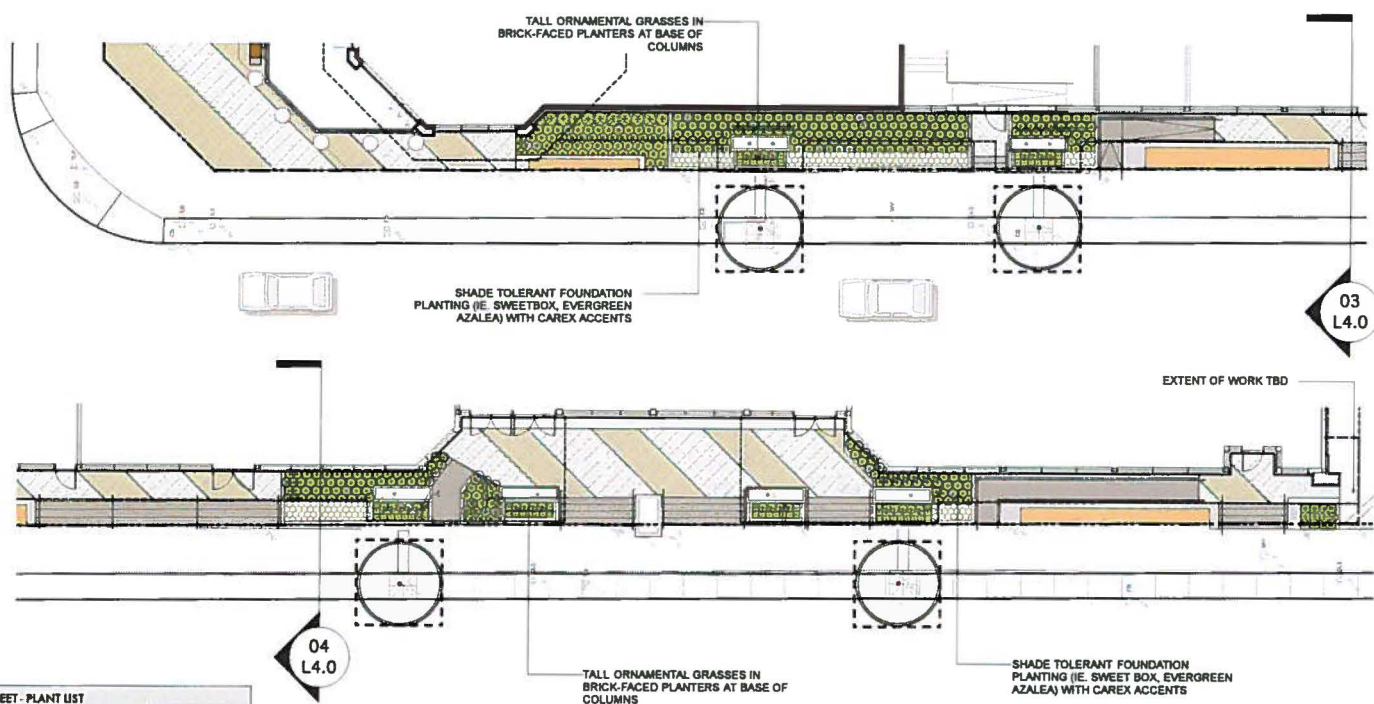 TALL ORNAMENTAL GRASSES IN
BRICK-FACED PLANTERS AT BASE OF
COLUMNS
SHADE TOLERANT FOUNDATION
PLANTING (IE. SWEETBOX, EVERGREEN
AZALEA) WITH CAREX ACCENTS
03
L4.0
EXTENT OF WORK TBD
04
L4.0
TALL ORNAMENTAL GRASSES IN
BRICK-FACED PLANTERS AT BASE OF
COLUMNS
SHADE TOLERANT FOUNDATION
PLANTING (IE. SWEET BOX, EVERGREEN
AZALEA) WITH CAREX ACCENTS
EET - PLANT LIST